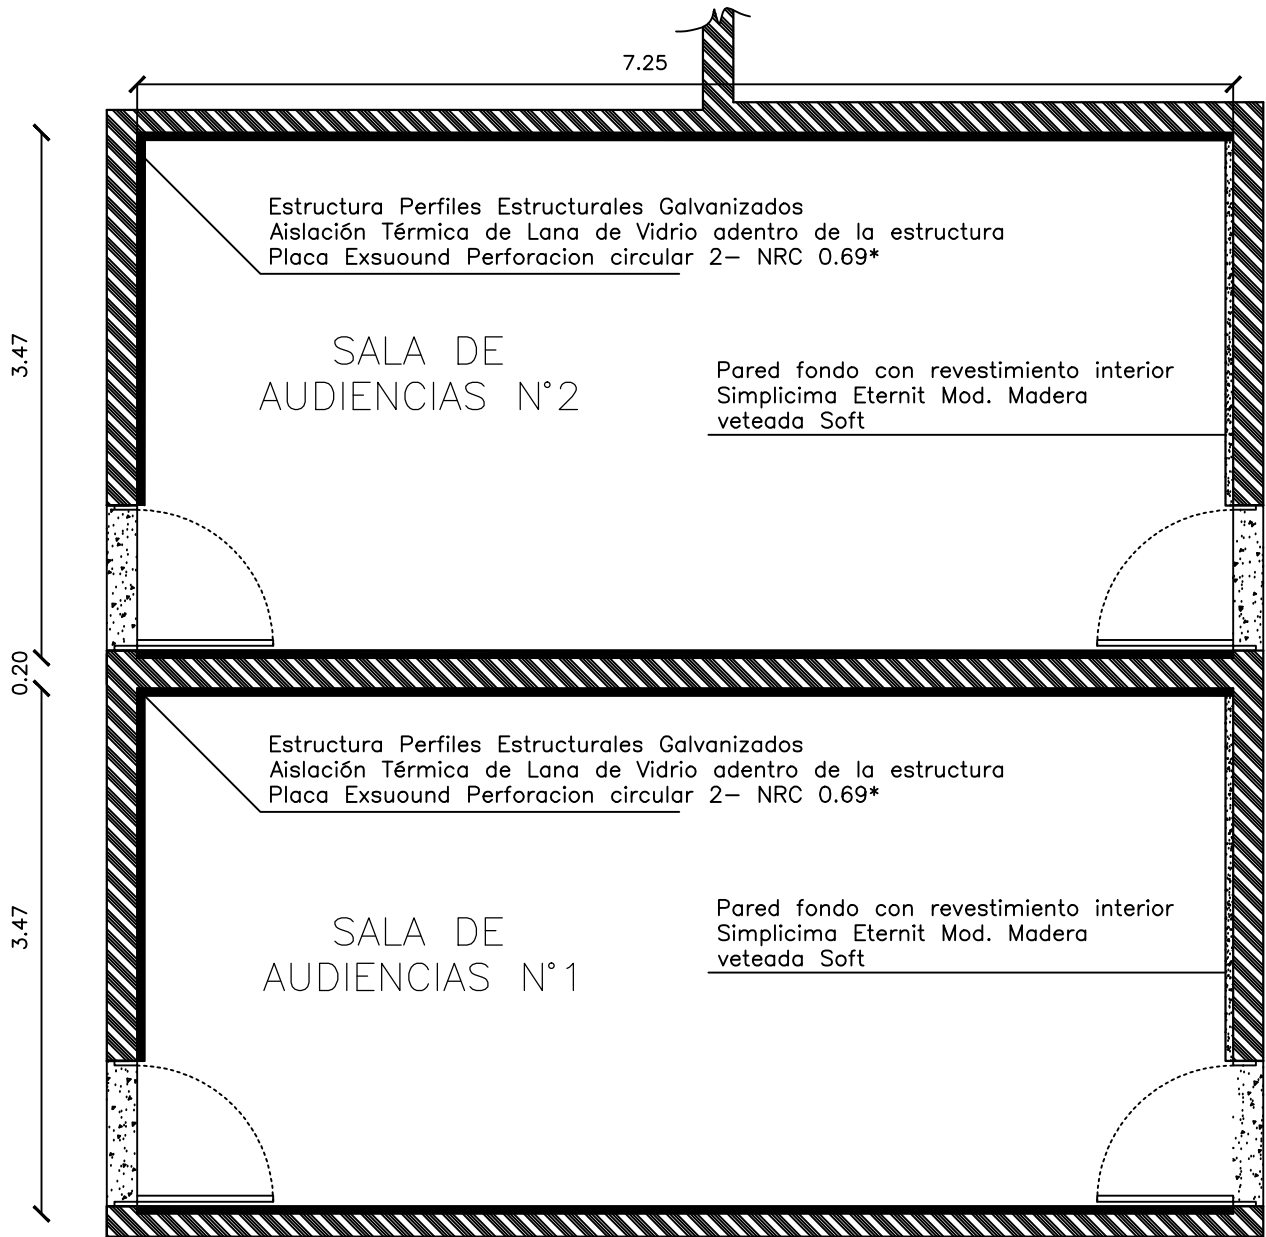 7.25
Estructura Perfiles Estructurales Galvanizados
Aislación Térmica de Lana de Vidrio adentro de la estructura
Placa Exsuound Perforacion circular 2- NRC 0.69*
SALA DE
AUDIENCIAS N°2
3.47
Pared fondo con revestimiento interior
Simplicima Eternit Mod. Madera
veteada Soft
0.20
Estructura Perfiles Estructurales Galvanizados
Aislación Térmica de Lana de Vidrio adentro de la estructura
Placa Exsuound Perforacion circular 2- NRC 0.69*
SALA DE
AUDIENCIAS N°1
3.47
Pared fondo con revestimiento interior
Simplicima Eternit Mod. Madera
veteada Soft